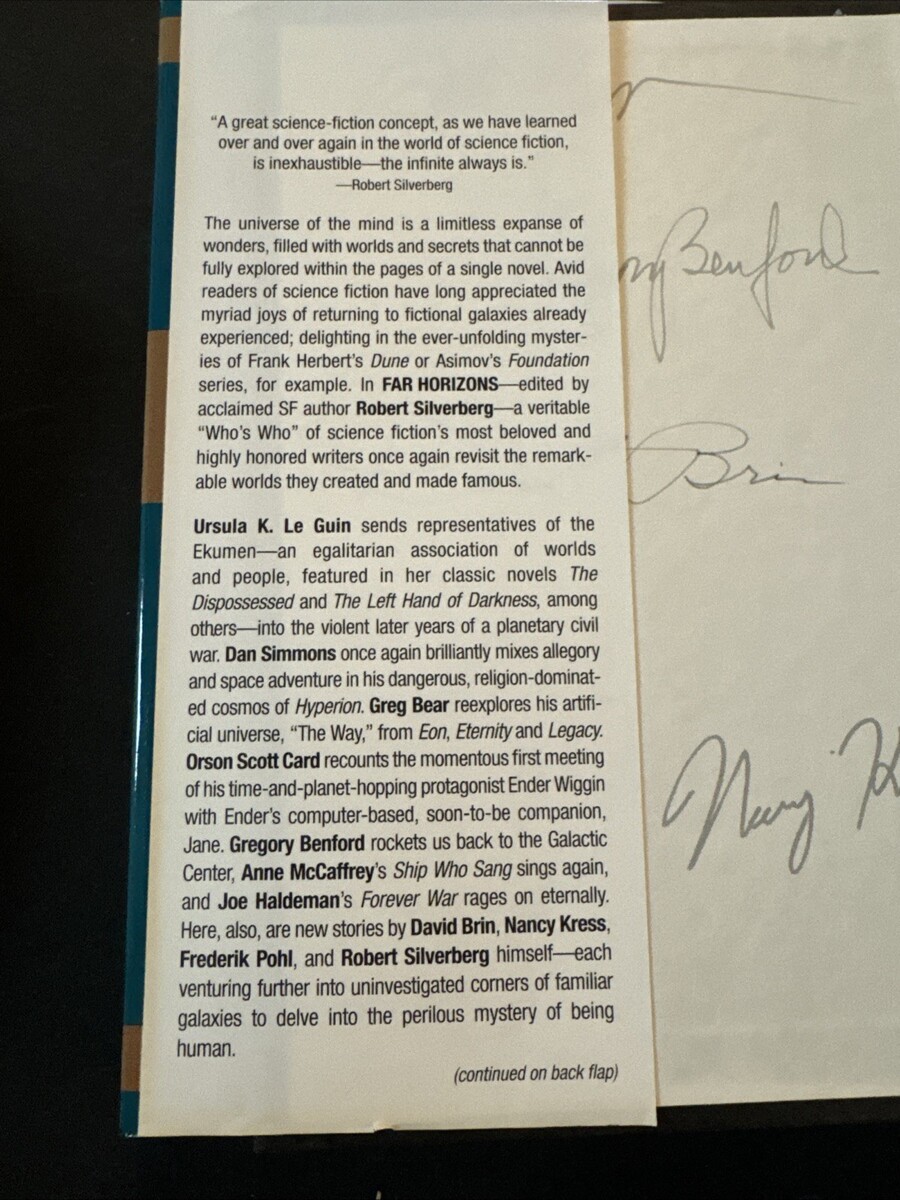 “A great science-fiction concept, as we have learned
over and over again in the world of science fiction,
is inexhaustible—the infinite always is.”
—Robert Silverberg
The universe of the mind is a limitless expanse of
wonders, filled with worlds and secrets that cannot be
fully explored within the pages of a single novel. Avid
readers of science fiction have long appreciated the
myriad joys of returning to fictional galaxies already
experienced; delighting in the ever-unfolding myster-
ies of Frank Herbert’s Dune or Asimov’s Foundation
series, for example. In FAR HORIZONS—edited by
acclaimed SF author Robert Silverberg—a veritable
“Who’s Who” of science fiction’s most beloved and
highly honored writers once again revisit the remark-
able worlds they created and made famous.
Ursula K. Le Guin sends representatives of the
Ekumen—an egalitarian association of worlds
and people, featured in her classic novels The
Dispossessed and The Left Hand of Darkness, among
others—into the violent later years of a planetary civil
war. Dan Simmons once again brilliantly mixes allegory
and space adventure in his dangerous, religion-dominat-
ed cosmos of Hyperion. Greg Bear reexplores his artifi-
cial universe, “The Way,” from Eon, Eternity and Legacy.
Orson Scott Card recounts the momentous first meeting
of his time-and-planet-hopping protagonist Ender Wiggin
with Ender’s computer-based, soon-to-be companion,
Jane. Gregory Benford rockets us back to the Galactic
Center, Anne McCaffrey’s Ship Who Sang sings again,
and Joe Haldeman’s Forever War rages on eternally.
Here, also, are new stories by David Brin, Nancy Kress,
Frederik Pohl, and Robert Silverberg himself—each
venturing further into uninvestigated corners of familiar
galaxies to delve into the perilous mystery of being
human.
(continued on back flap)
Benford
Brin
Nancy K